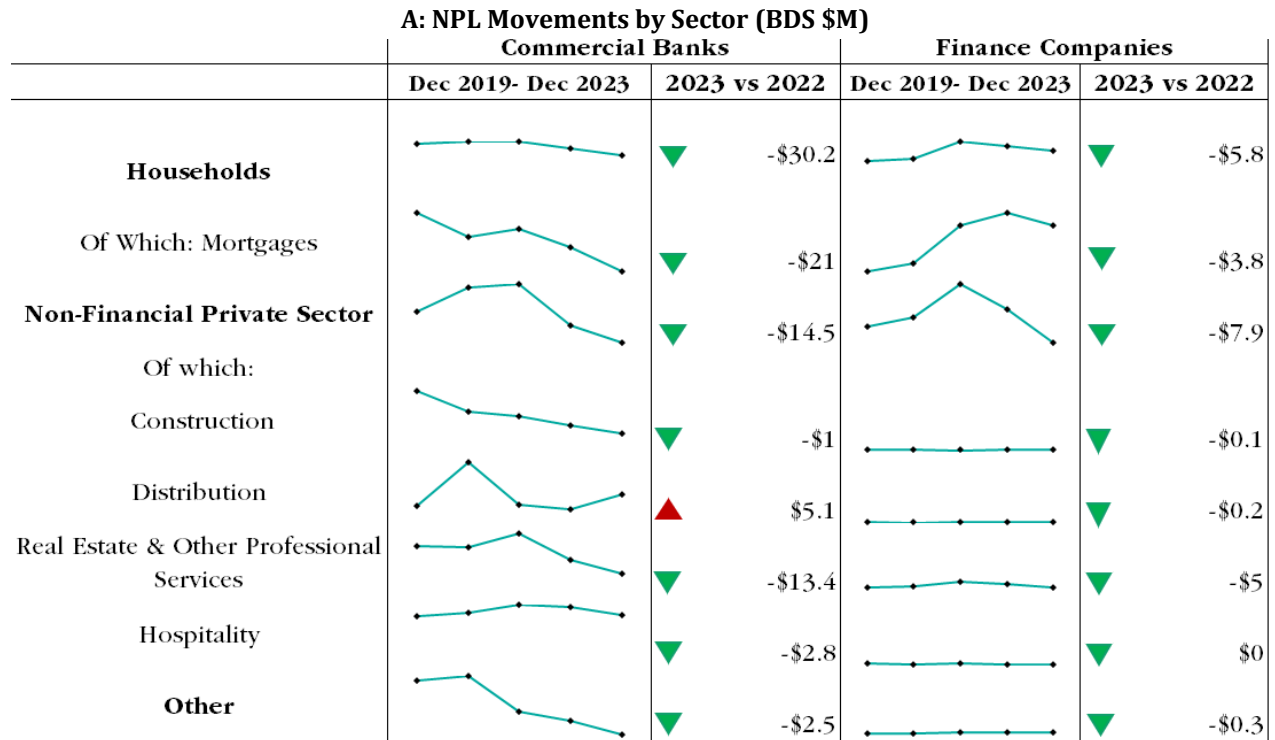 A: NPL Movements by Sector (BDS $M)
Commercial Banks Finance Companies
Dec 2019- Dec 2023 2023 vs 2022 Dec 2019- Dec 2023 2023 vs 2022
Households -$30.2 -$5.8
Of Which: Mortgages -$21 -$3.8
Non-Financial Private Sector -$14.5 -$7.9
Of which:
Construction -$1 -$0.1
Distribution $5.1 -$0.2
Real Estate & Other Professional
Services -$13.4 -$5
Hospitality -$2.8 $0
Other -$2.5 -$0.3